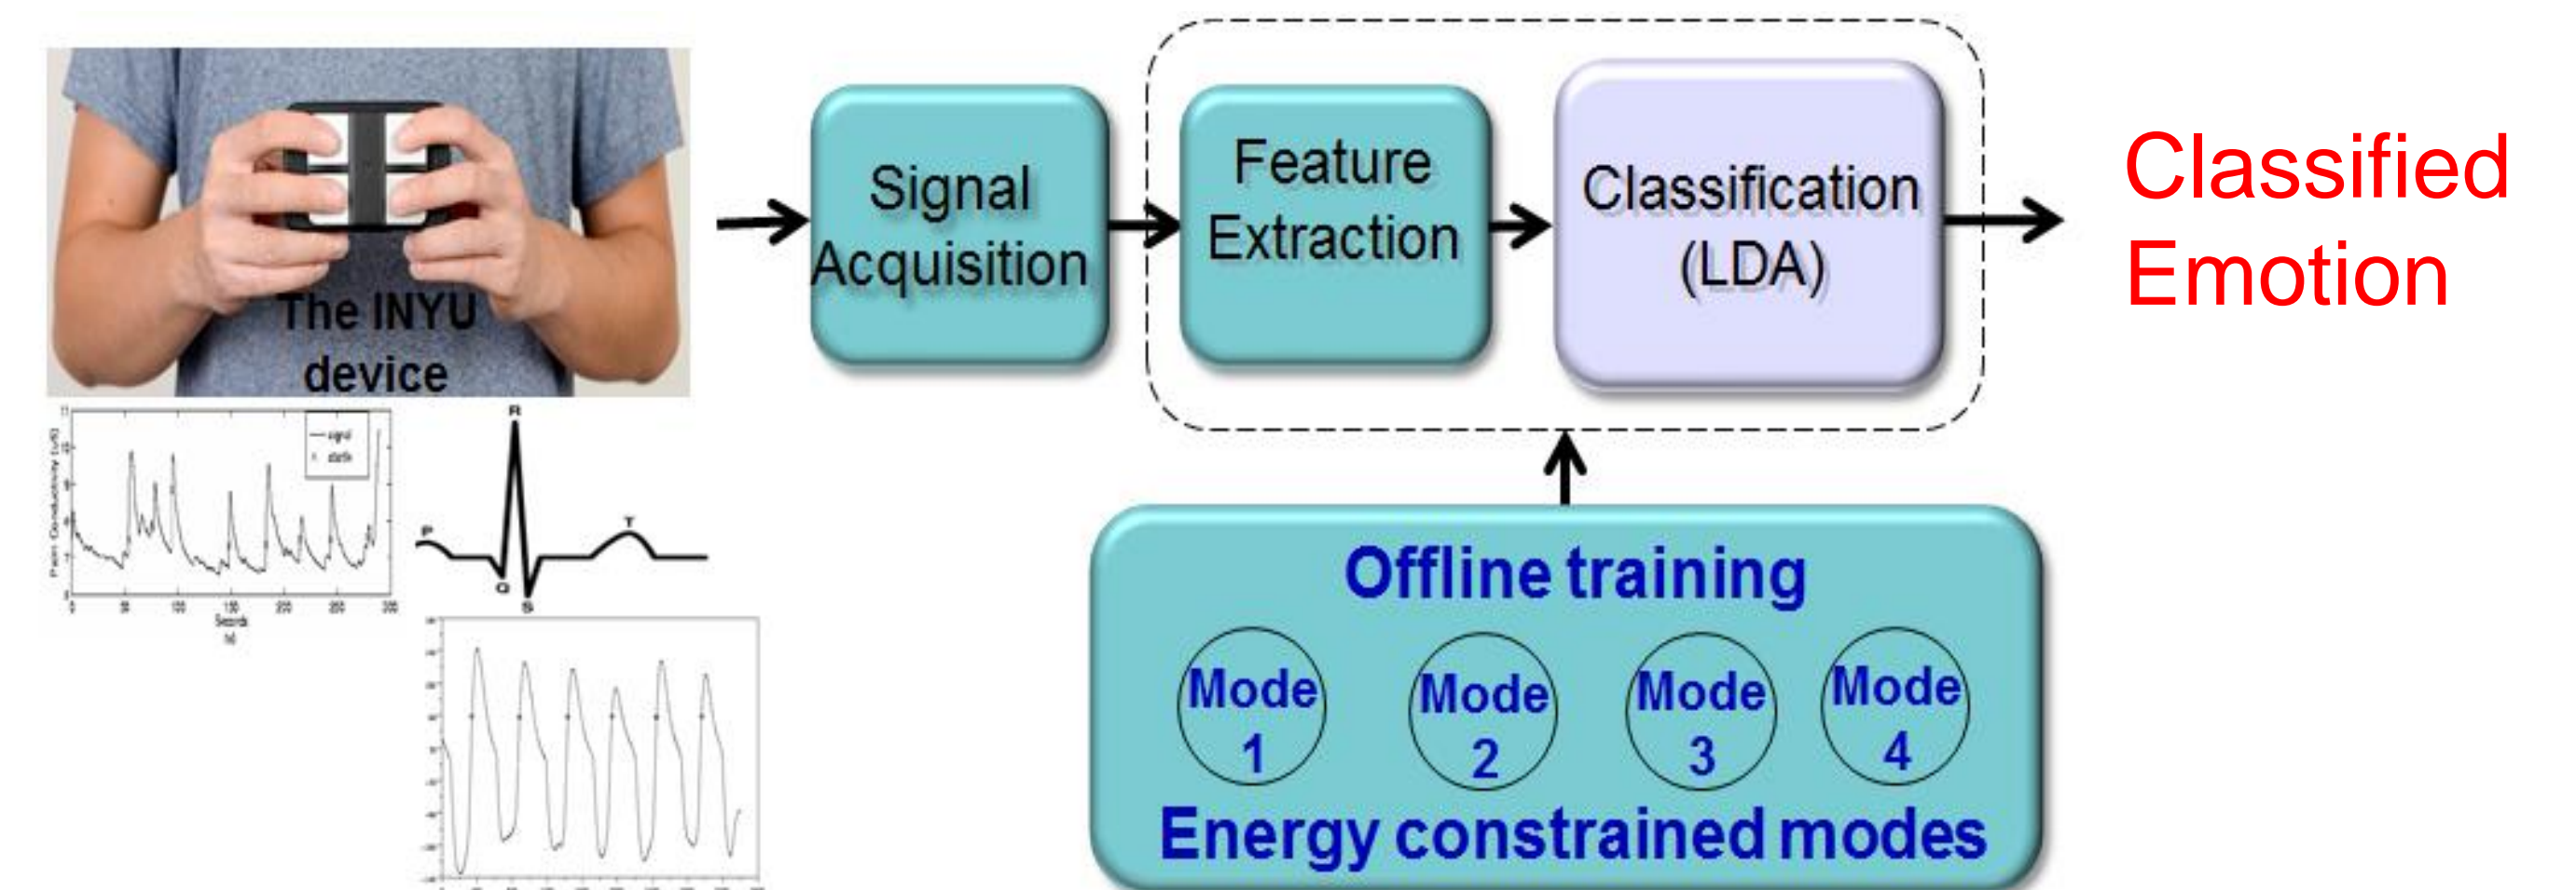 The INYU
device
Signal
Acquisition
Feature
Extraction
Classification
(LDA)
Classified
Emotion
R
P
T
Q
S
Seconds
Offline training
Mode
1
Mode
2
Mode
3
Mode
4
Energy constrained modes